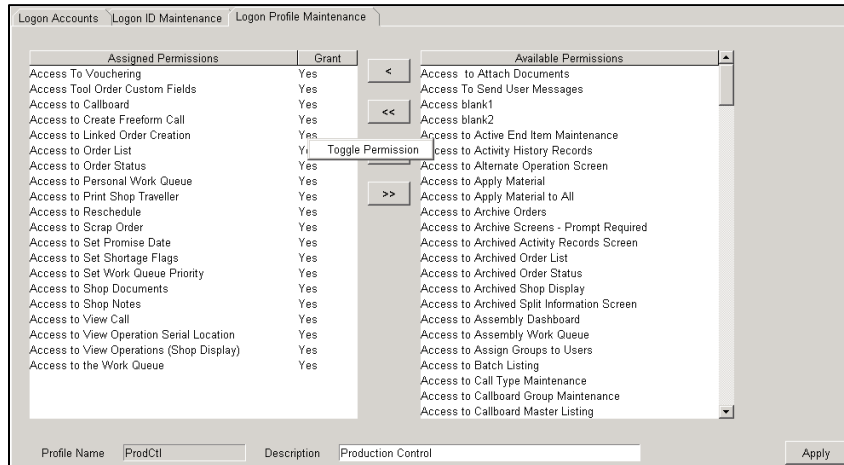 Logon Accounts Logon ID Maintenance Logon Profile Maintenance
Assigned Permissions Grant
Access To Vouchering Yes
Access Tool Order Custom Fields Yes
Access to Callboard Yes
Access to Create Freeform Call Yes
Access to Linked Order Creation Yes
Access to Order List
Access to Order Status Yes
Access to Personal Work Queue Yes
Access to Print Shop Traveller Yes
Access to Reschedule Yes
Access to Scrap Order Yes
Access to Set Promise Date Yes
Access to Set Shortage Flags Yes
Access to Set Work Queue Priority Yes
Access to Shop Documents Yes
Access to Shop Notes Yes
Access to View Call Yes
Access to View Operation Serial Location Yes
Access to View Operations (Shop Display) Yes
Access to the Work Queue Yes
<
<<
Toggle Permission
>>
Available Permissions
Access to Attach Documents
Access To Send User Messages
Access blank1
Access blank2
Access to Active End Item Maintenance
Access to Activity History Records
Access to Alternate Operation Screen
Access to Apply Material
Access to Apply Material to All
Access to Archive Orders
Access to Archive Screens - Prompt Required
Access to Archived Activity Records Screen
Access to Archived Order List
Access to Archived Order Status
Access to Archived Shop Display
Access to Archived Split Information Screen
Access to Assembly Dashboard
Access to Assembly Work Queue
Access to Assign Groups to Users
Access to Batch Listing
Access to Call Type Maintenance
Access to Callboard Group Maintenance
Access to Callboard Master Listing
Profile Name ProdCtl Description Production Control Apply